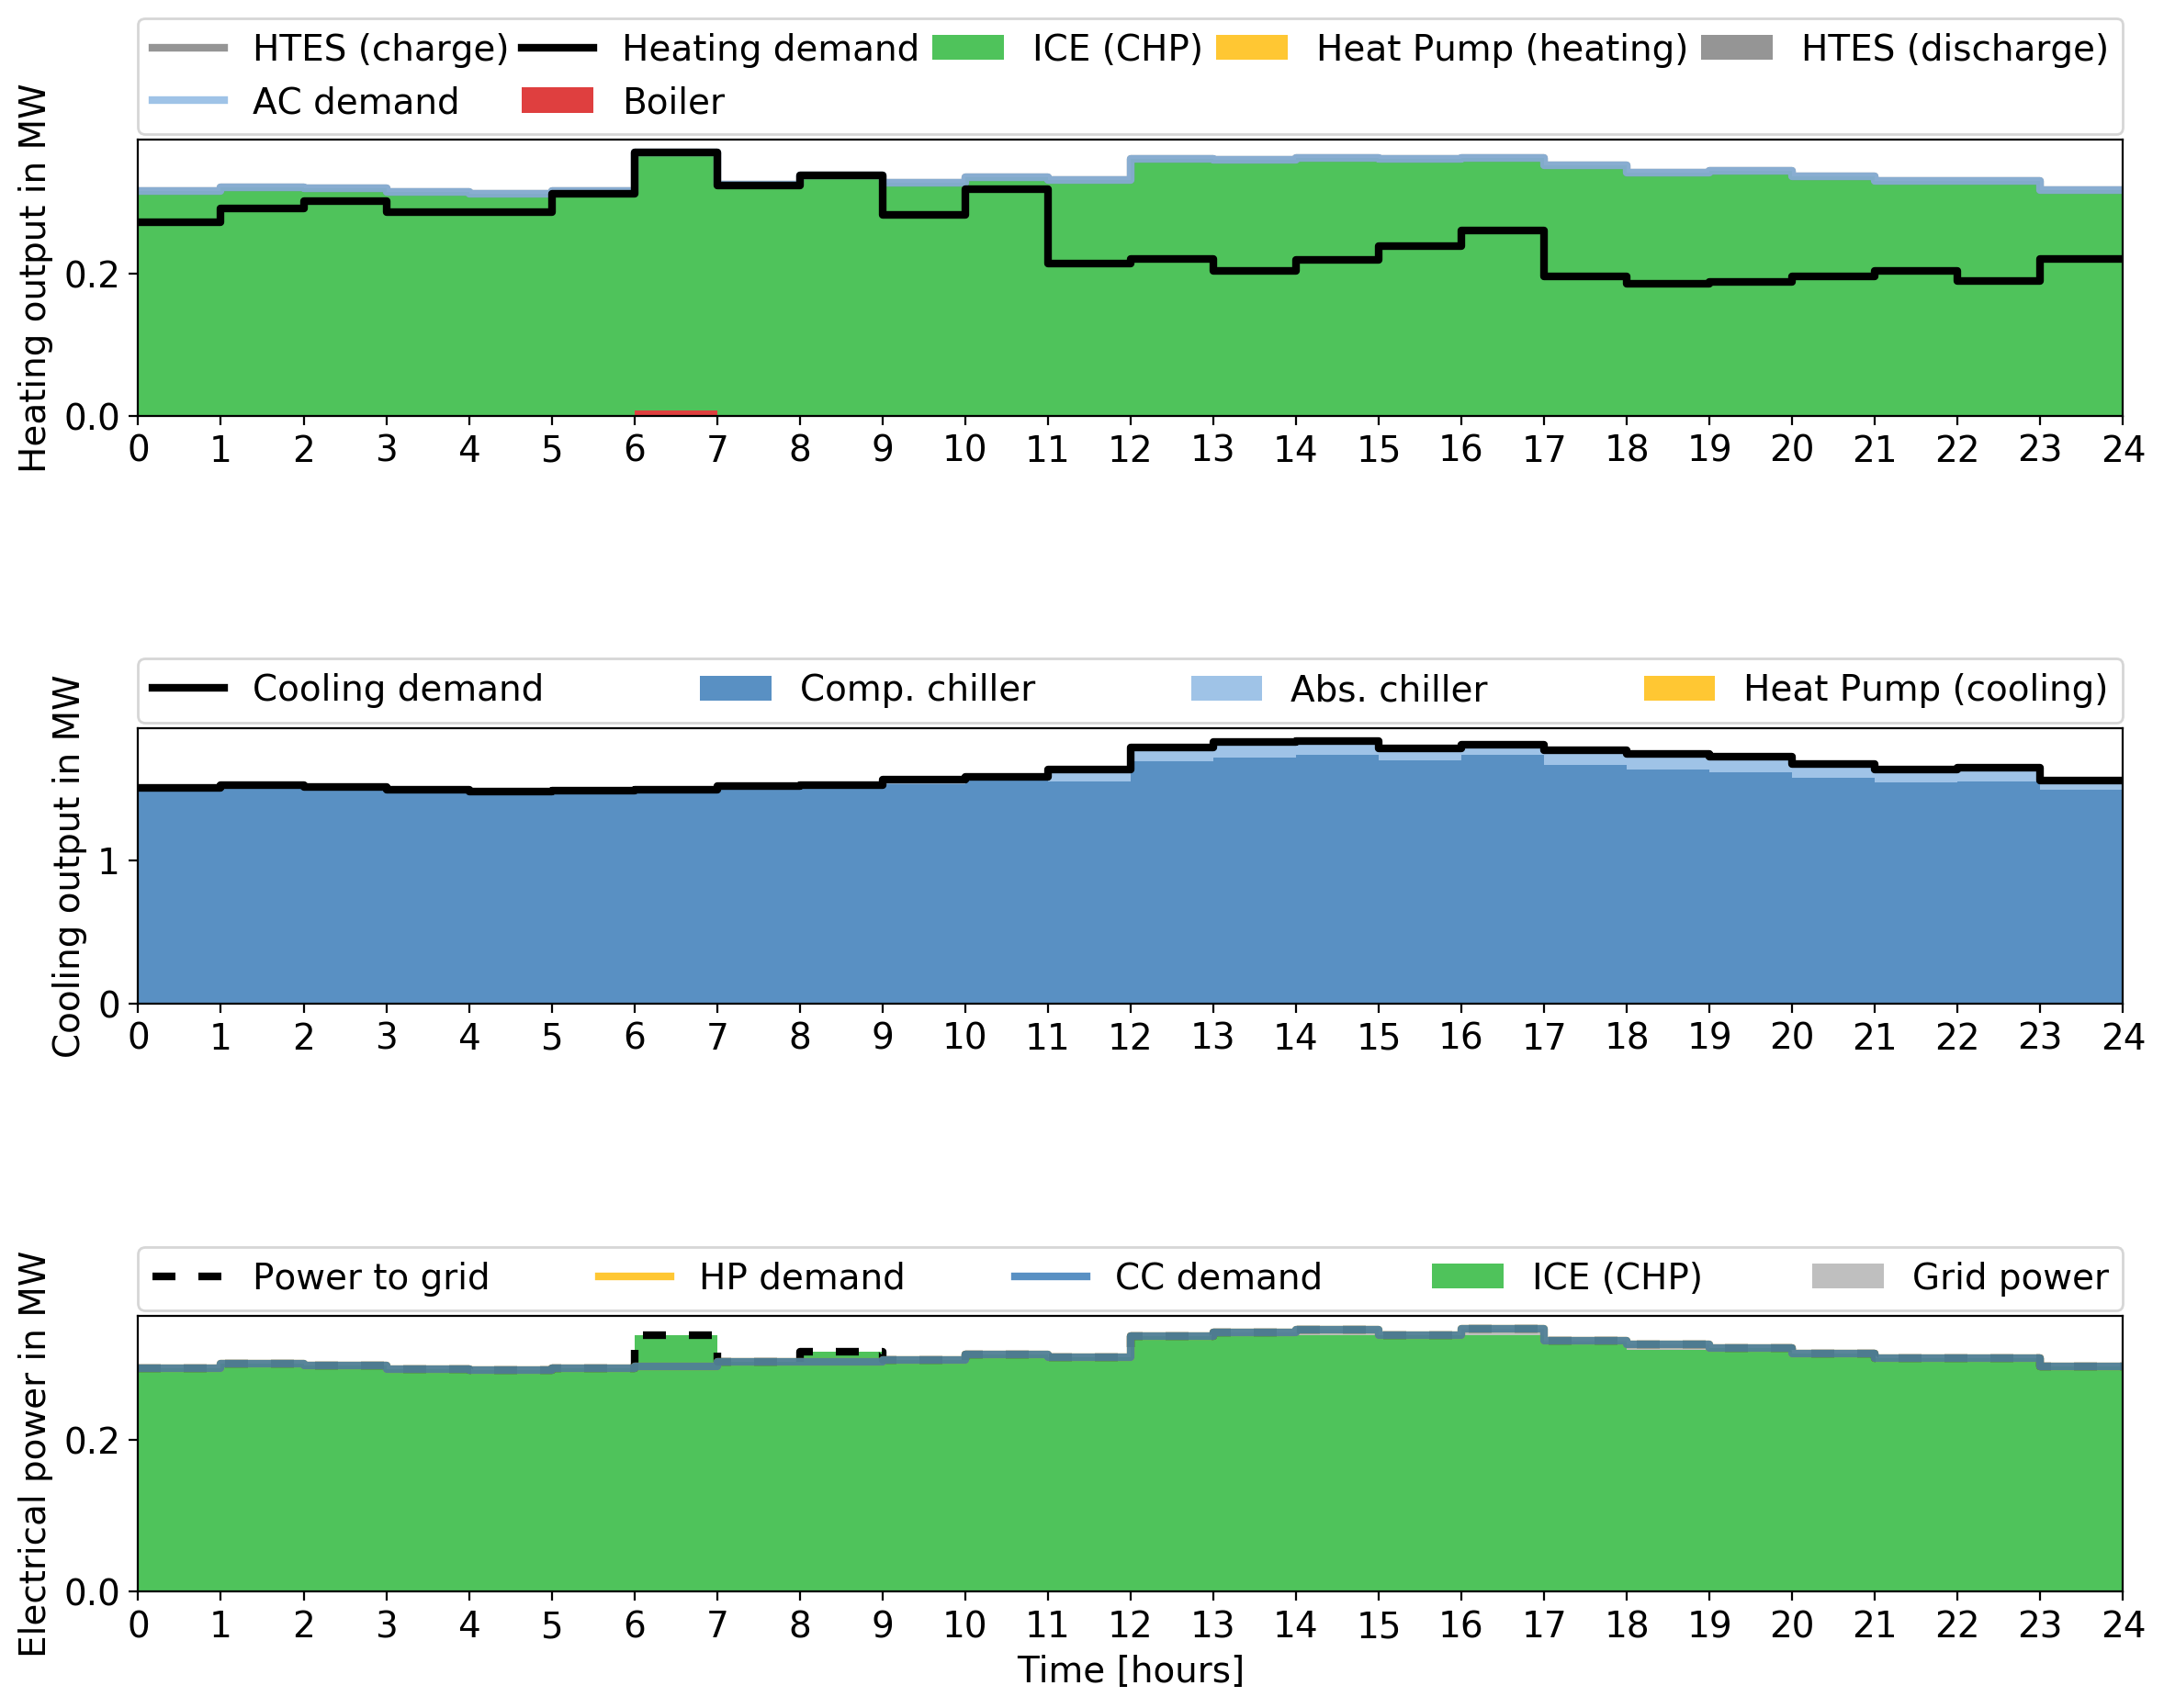 HTES (charge) Heating demand ICE (CHP) Heat Pump (heating) HTES (discharge)
AC demand Boiler
Heating output in MW
0.2
0.0
0 1 2 3 4 5 6 7 8 9 10 11 12 13 14 15 16 17 18 19 20 21 22 23 24
Cooling demand Comp. chiller Abs. chiller Heat Pump (cooling)
Cooling output in MW
1
0
0 1 2 3 4 5 6 7 8 9 10 11 12 13 14 15 16 17 18 19 20 21 22 23 24
Power to grid HP demand CC demand ICE (CHP) Grid power
Electrical power in MW
0.2
0.0
0 1 2 3 4 5 6 7 8 9 10 11 12 13 14 15 16 17 18 19 20 21 22 23 24
Time [hours]